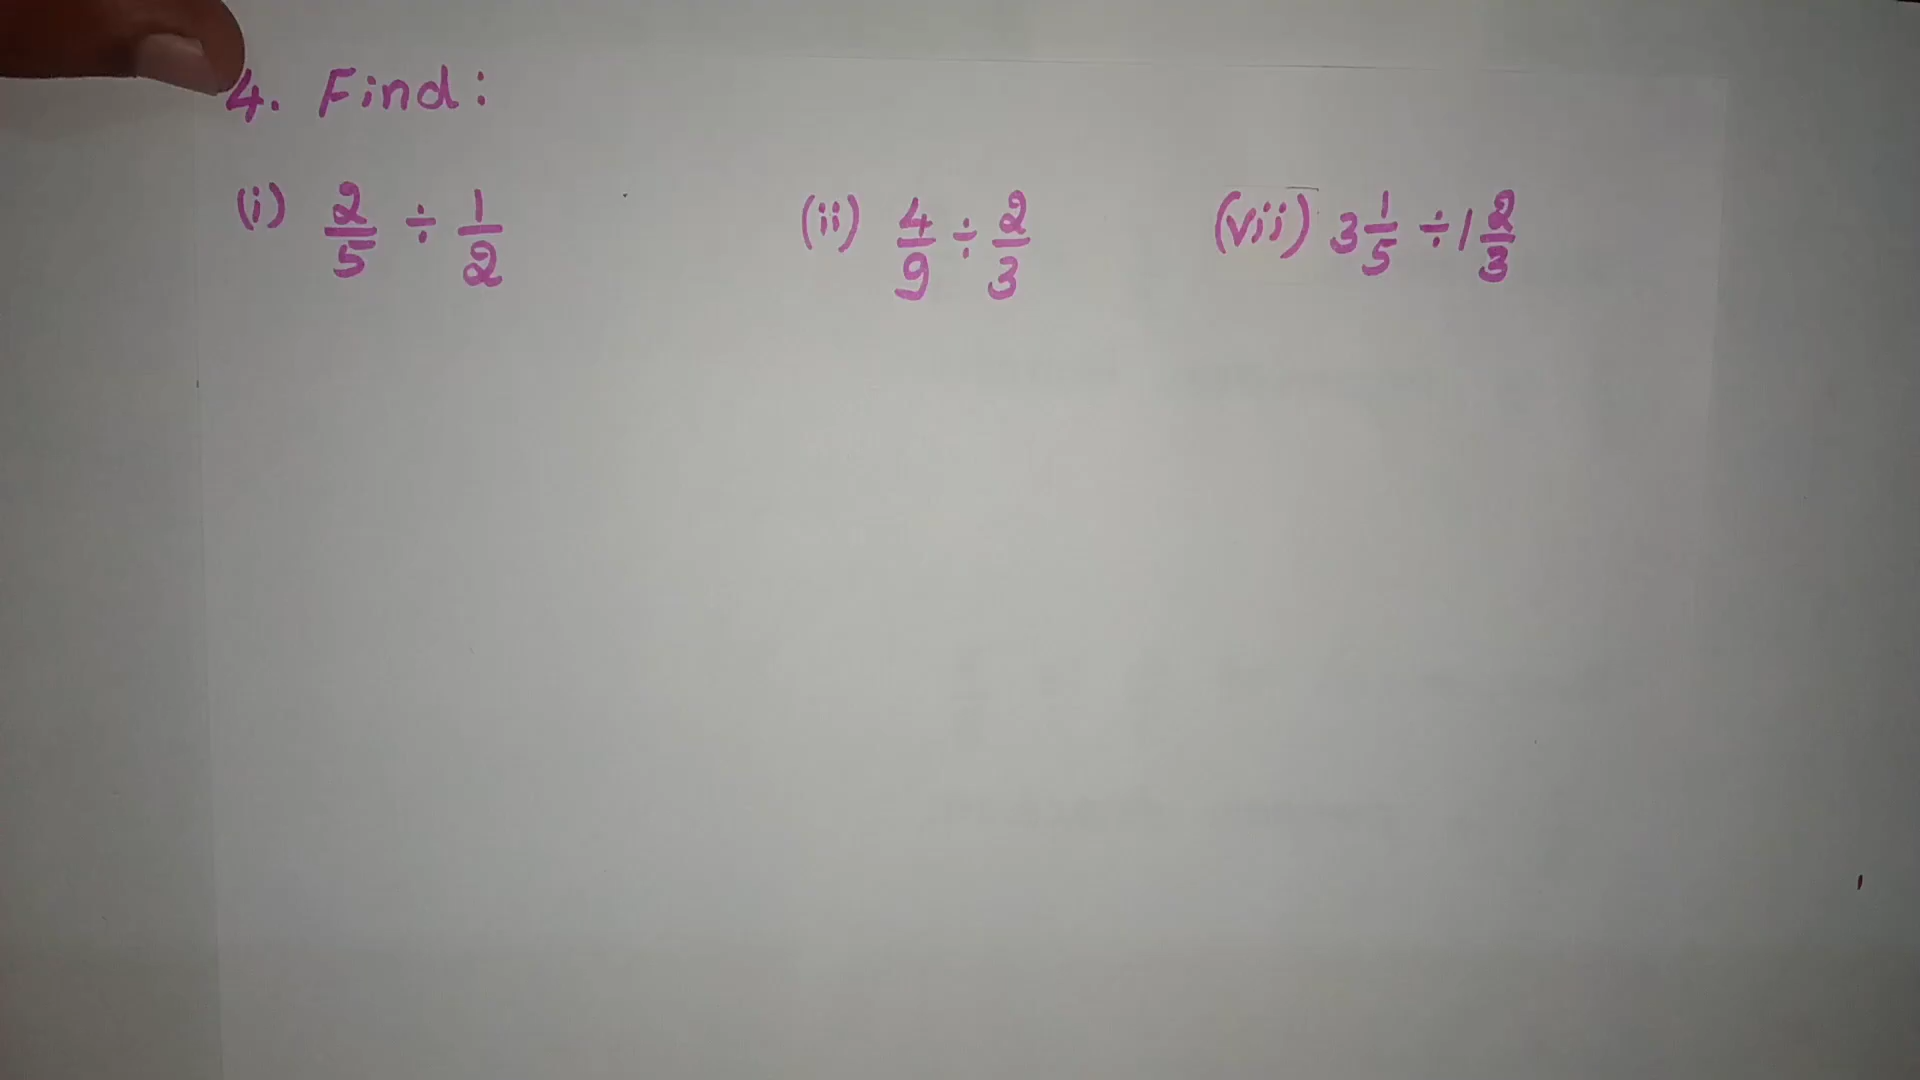 4. Find:
(i) 2/5 ÷ 1/2 (ii) 4/9 ÷ 2/3 (vii) 3 1/5 ÷ 1 2/3